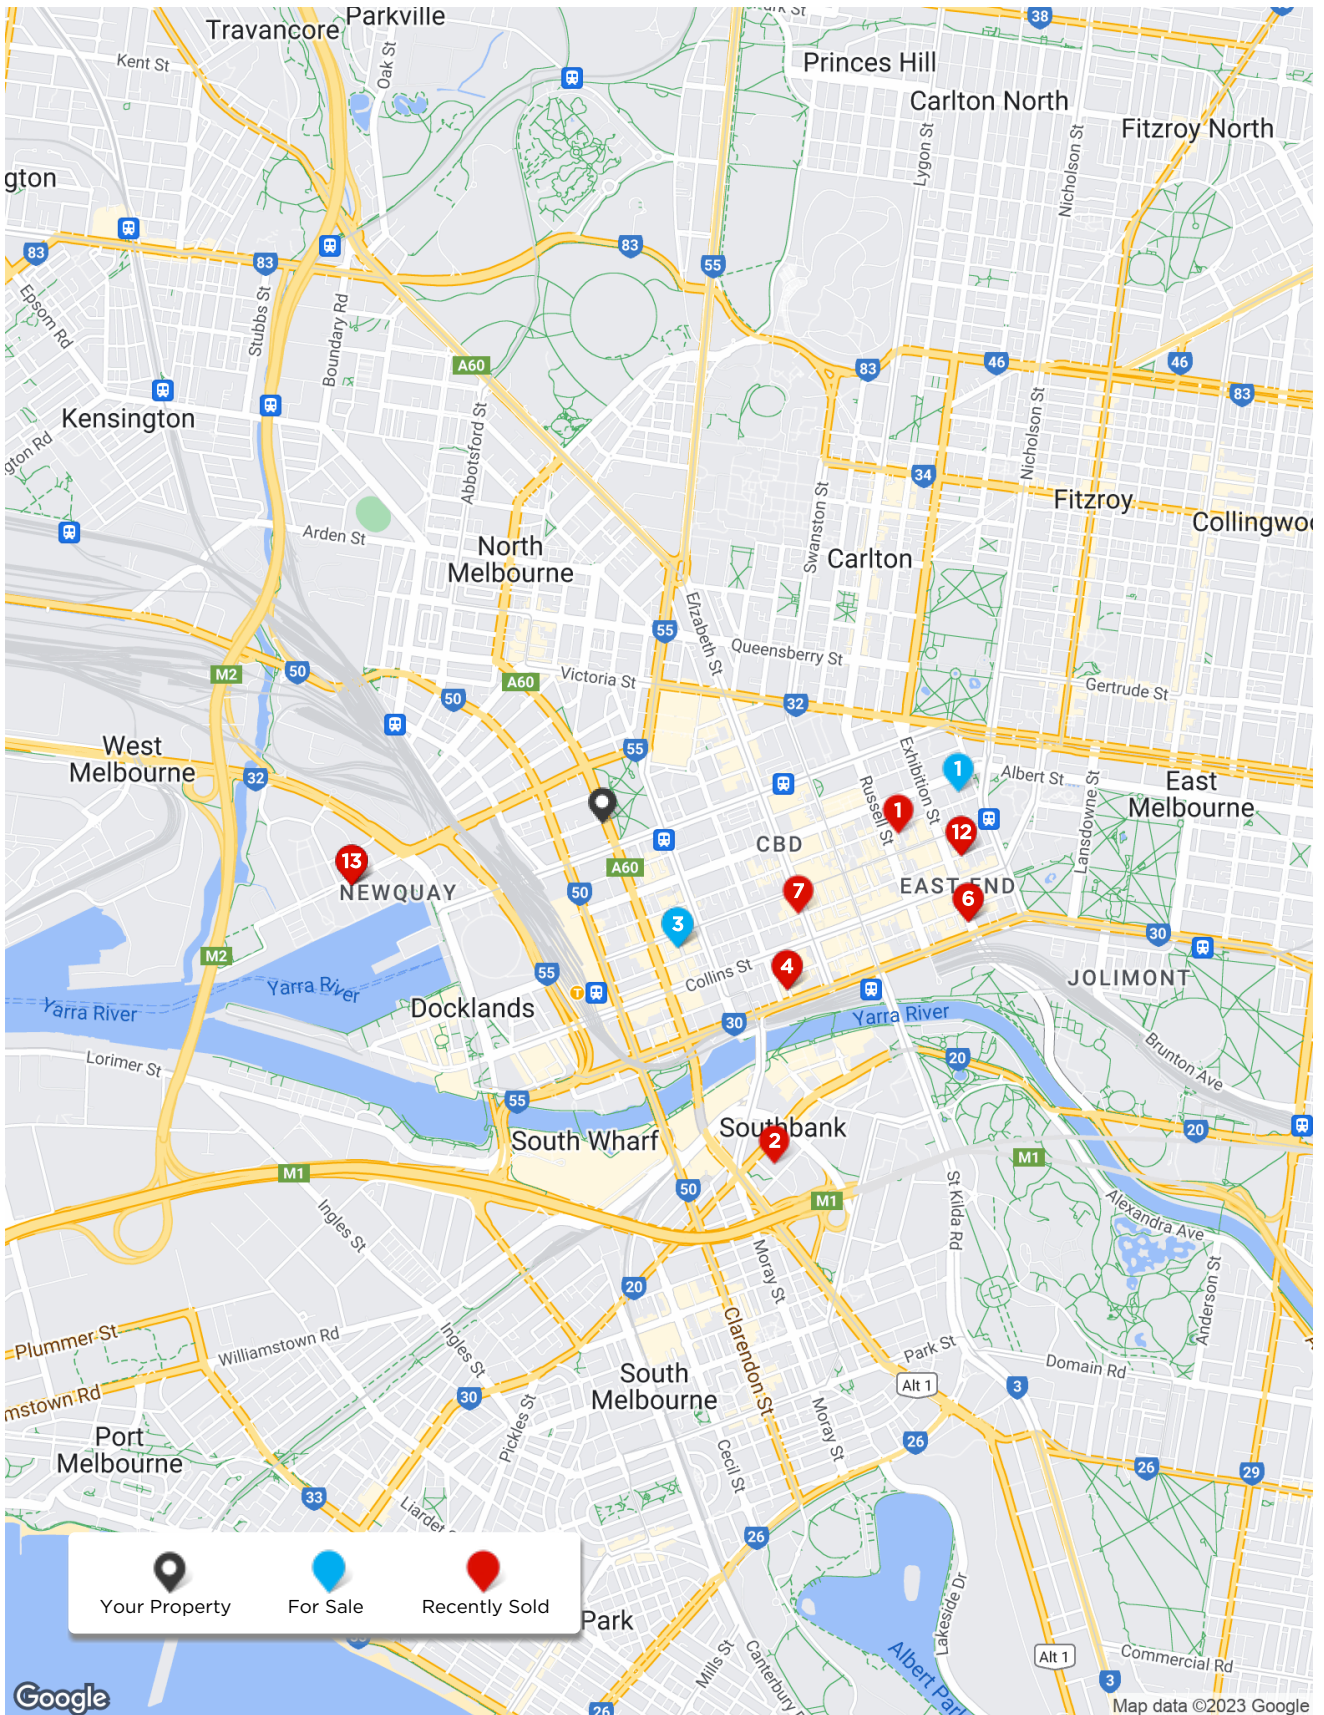 Travancore
Parkville
38
Kent St
Oak St
Princes Hill
Carlton North
Fitzroy North
Lygon St
Nicholson St
gton
83
83
83
55
Epsom Rd
Stubbs St
Boundary Rd
A60
83
46
46
83
Kensington
gton Rd
Abbotsford St
Nicholson St
34
Swanston St
Fitzroy
Collingwoo
Arden St
North
Melbourne
Carlton
Elizabeth St
55
Queensberry St
M2
50
A60
Victoria St
50
32
Gertrude St
West
Melbourne
32
55
Exhibition St
1
Albert St
Lansdowne St
East
Melbourne
Russell St
1
12
CBD
13
NEWQUAY
A60
50
7
EAST END
6
3
30
M2
4
Collins St
55
T
JOLIMONT
Yarra River
Yarra River
Docklands
30
Yarra River
Lorimer St
20
Brunton Ave
55
Southbank
South Wharf
2
20
M1
M1
50
M1
St Kilda Rd
Alexandra Ave
Ingles St
Moray St
Anderson St
20
Plummer St
Williamstown Rd
Ingles St
Clarendon St
Park St
Domain Rd
South
Melbourne
Alt 1
3
mstown Rd
30
Pickles St
Moray St
Port
Melbourne
Cecil St
26
26
29
33
Liardet
26
Your Property
For Sale
Recently Sold
Park
Mills St
Canterbury
Lakeside Dr
Albert Park
Alt 1
Commercial Rd
3
26
Google
Map data ©2023 Google